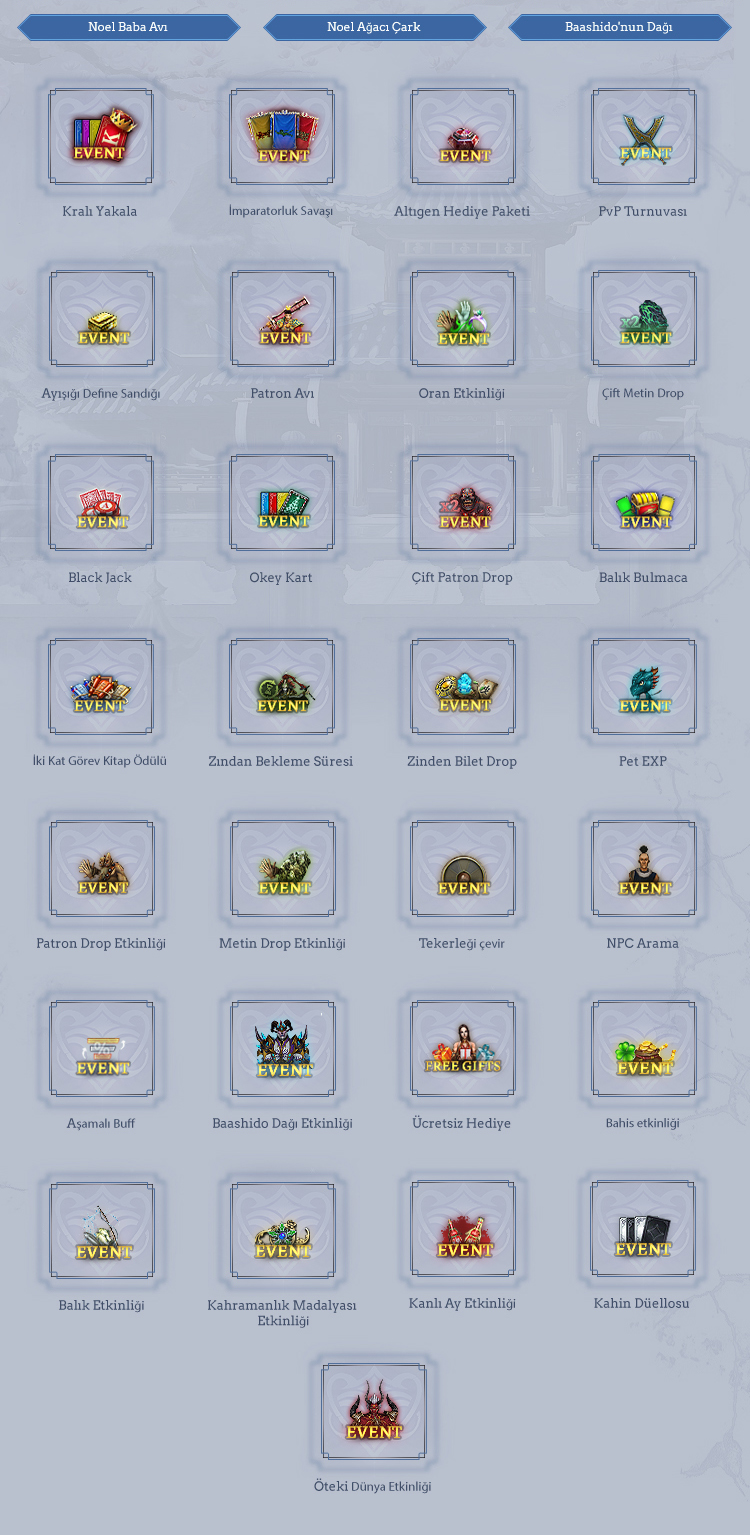 Noel Baba Avı
Noel Ağacı Çark
Baashido'nun Dağı
EVENT
EVENT
EVENT
EVENT
Kralı Yakala
İmparatorluk Savaşı
Altıgen Hediye Paketi
PvP Turnuvası
EVENT
EVENT
EVENT
x2
EVENT
Ayışığı Define Sandığı
Patron Avı
Oran Etkinliği
Çift Metin Drop
EVENT
EVENT
x2
EVENT
EVENT
Black Jack
Okey Kart
Çift Patron Drop
Balık Bulmaca
EVENT
EVENT
EVENT
EVENT
İki Kat Görev Kitap Ödülü
Zından Bekleme Süresi
Zinden Bilet Drop
Pet EXP
EVENT
EVENT
EVENT
EVENT
Patron Drop Etkinliği
Metin Drop Etkinliği
Tekerleği çevir
NPC Arama
EVENT
EVENT
FREE GIFTS
EVENT
Aşamalı Buff
Baashido Dağı Etkinliği
Ücretsiz Hediye
Bahis etkinliği
EVENT
EVENT
EVENT
EVENT
Balık Etkinliği
Kahramanlık Madalyası
Etkinliği
Kanlı Ay Etkinliği
Kahin Düellosu
EVENT
Öteki Dünya Etkinliği